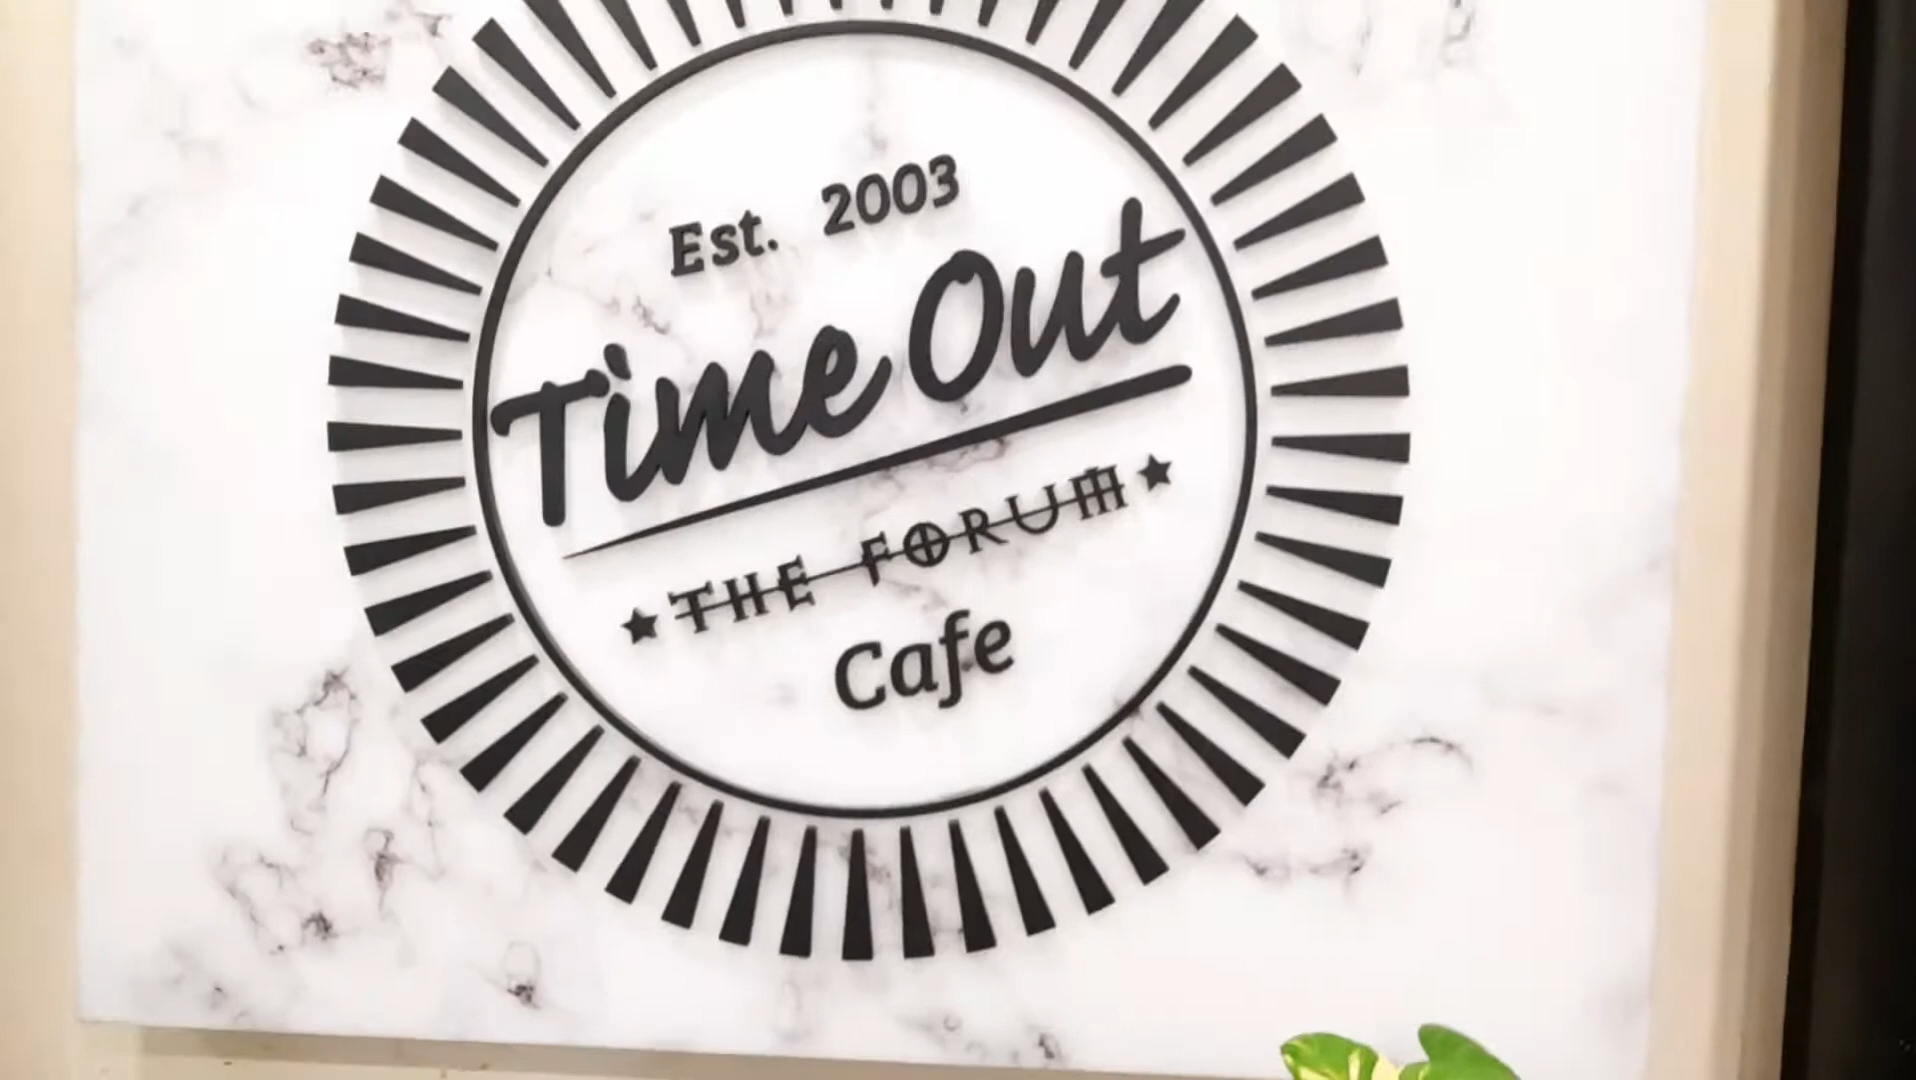 Est. 2003
Time Out
★ THE FORUM ★
Cafe